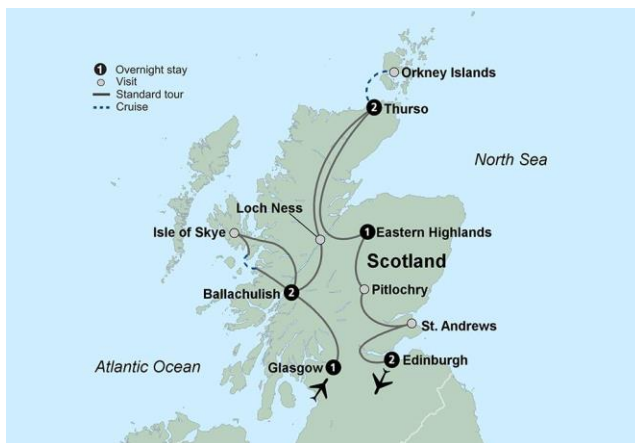 1 Overnight stay
Visit
Standard tour
Cruise
Orkney Islands
2 Thurso
North Sea
Loch Ness
Isle of Skye
1 Eastern Highlands
Scotland
Ballachulish 2
Pitlochry
St. Andrews
Atlantic Ocean
Glasgow 1
2 Edinburgh